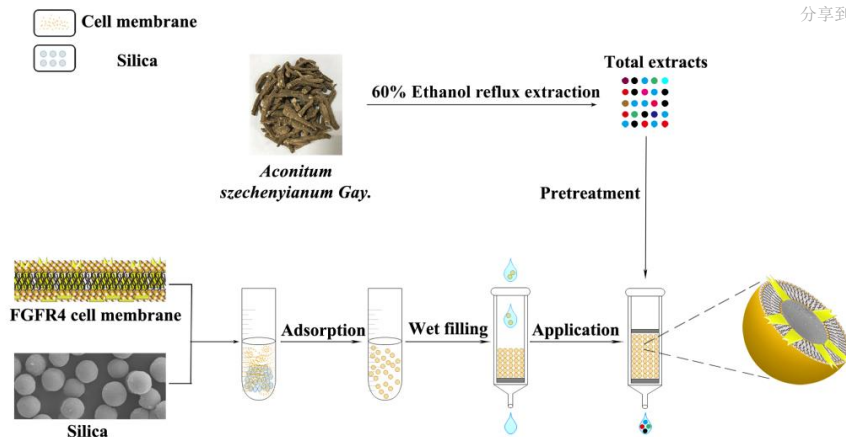 分享到
Cell membrane
Silica
Total extracts
60% Ethanol reflux extraction
Aconitum
szechenyianum Gay.
Pretreatment
FGFR4 cell membrane
Adsorption
Wet filling
Application
Silica